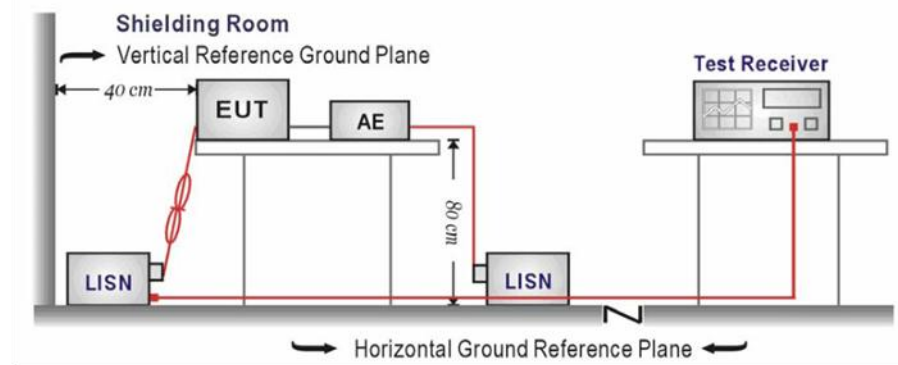 Shielding Room
Vertical Reference Ground Plane
Test Receiver
40 cm
EUT
AE
80 cm
LISN
LISN
Horizontal Ground Reference Plane